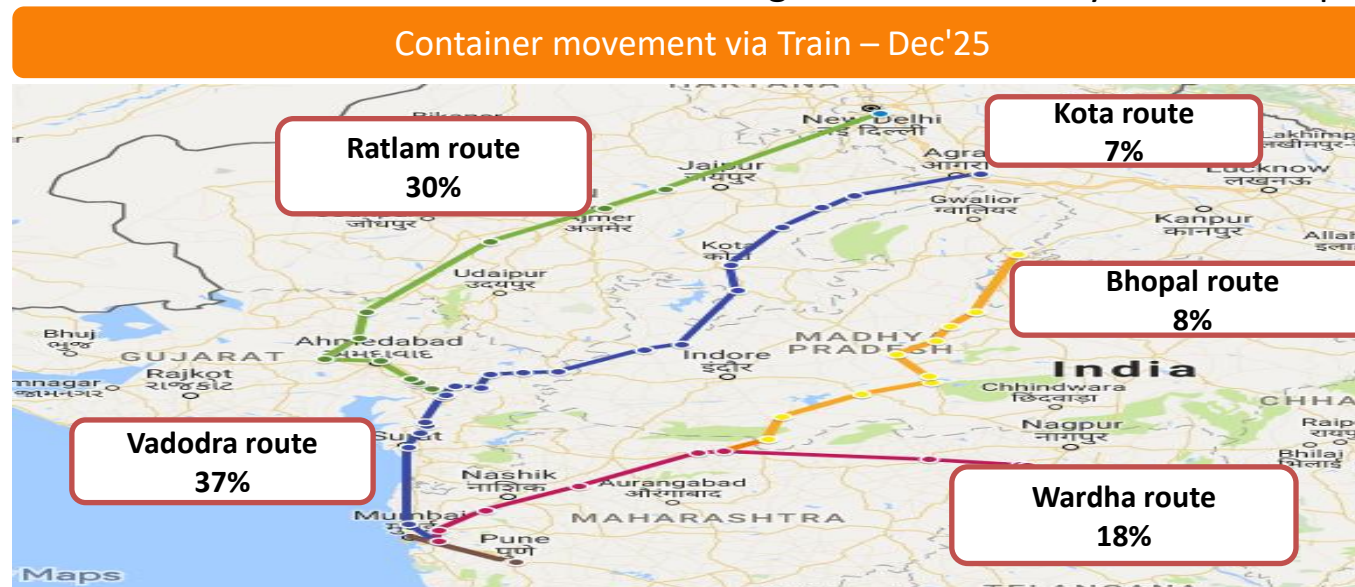 Container movement via Train – Dec'25
New Delhi
नई दिल्ली
Kota route
7%
Ratlam route
30%
Jaipur
जयपुर
Agra
आगरा
Lucknow
लखनऊ
Gwalior
ग्वालियर
Kanpur
कानपुर
जोधपुर
अजमेर
Kota
कोटा
Udaipur
उदयपुर
Bhopal route
8%
Bhuj
ભુજ
Ahmedabad
અમદાવાદ
GUJARAT
Rajkot
રાજકોટ
Indore
इंदौर
MADHYA
PRADESH
India
Chhindwara
छिंदवाड़ा
Vadodra route
37%
Surat
Nagpur
नागपुर
Bhilai
भिलाई
Nashik
नाशिक
Aurangabad
औरंगाबाद
Wardha route
18%
Mumbai
MAHARASHTRA
Pune
पुणे
Maps